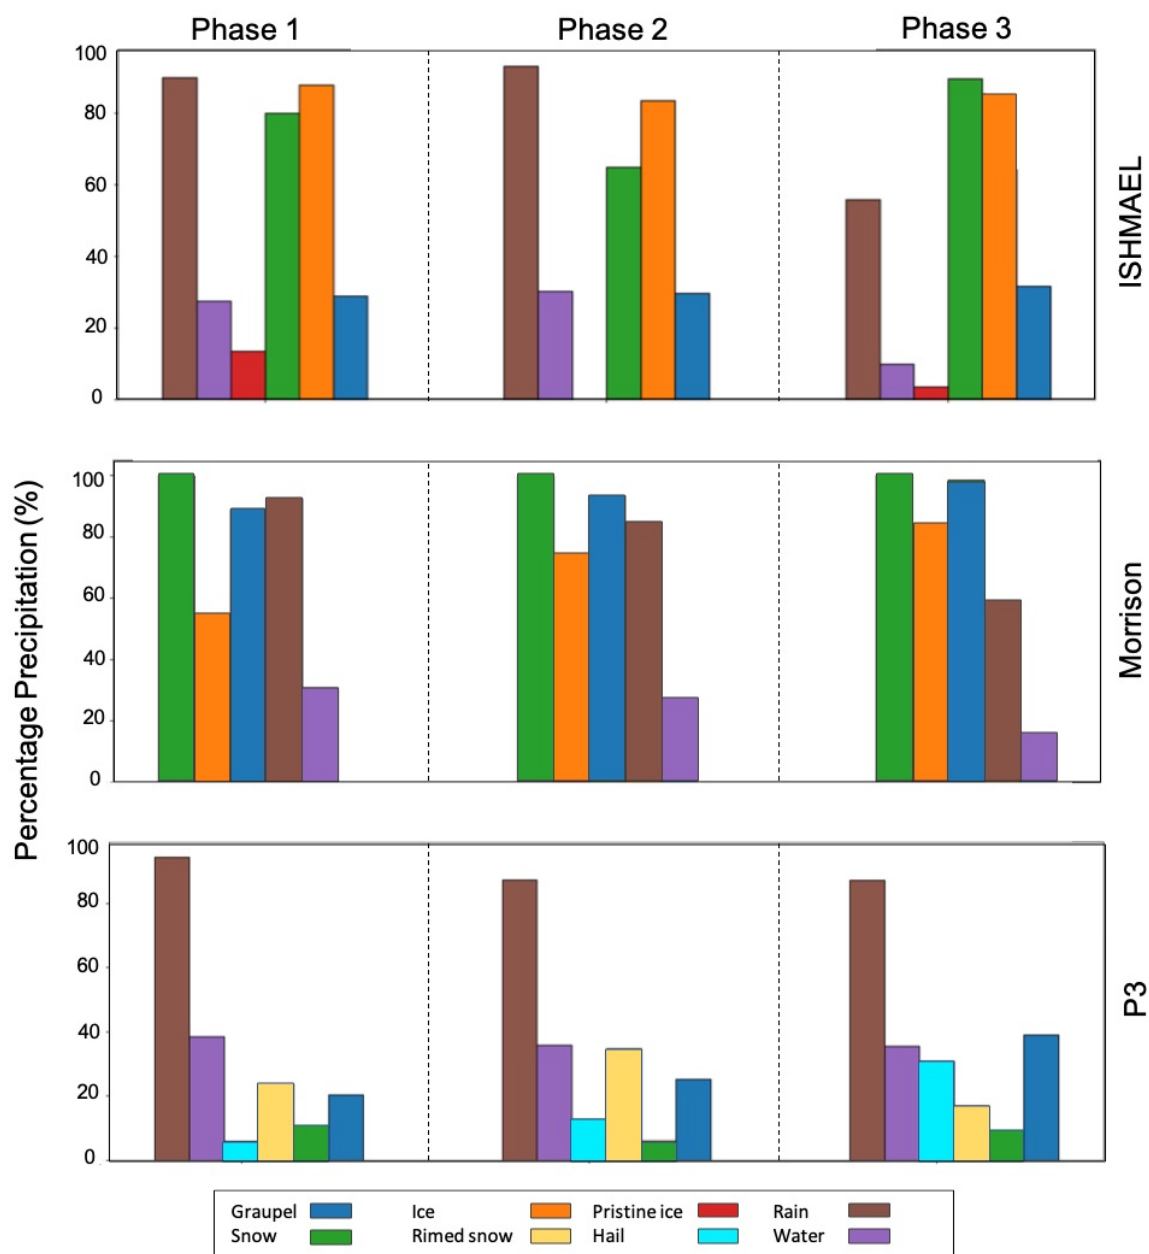 Phase 1 Phase 2 Phase 3
100
80
60
40
20
0
ISHMAEL
100
80
60
40
20
0
Morrison
Percentage Precipitation (%)
100
80
60
40
20
0
P3
Graupel Ice Pristine ice Rain
Snow Rimed snow Hail Water